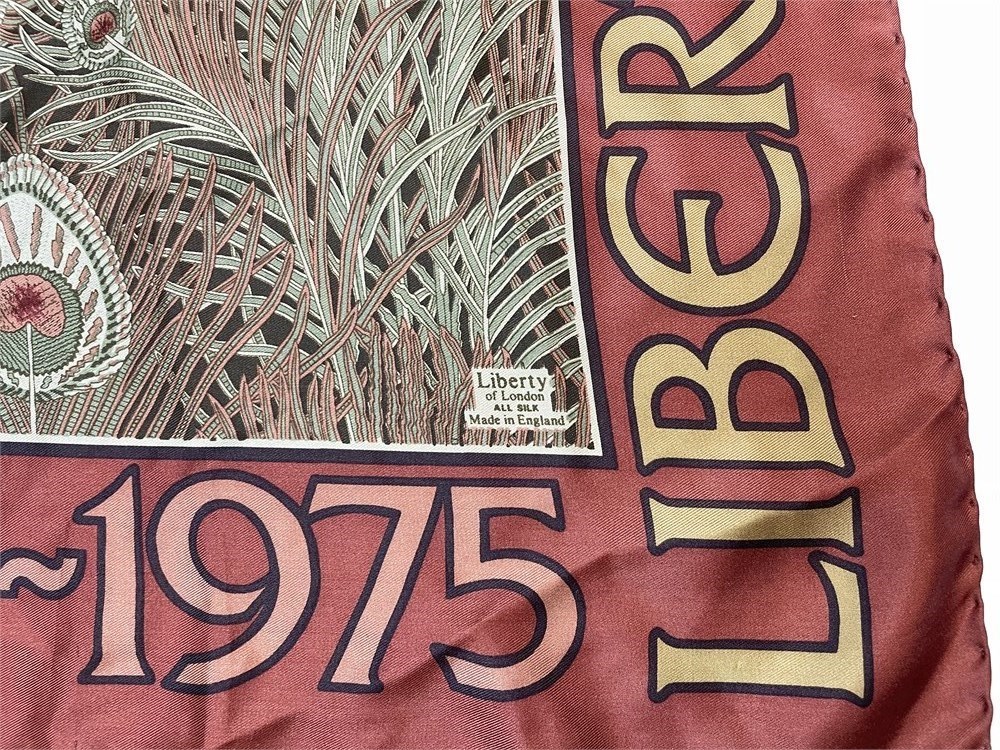 Liberty
of London
ALL SILK
Made in England
~1975
LIBER